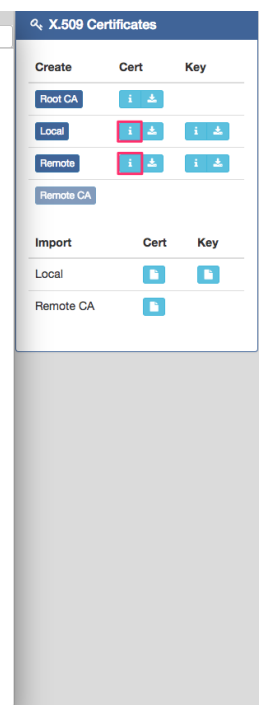 X.509 Certificates
Create Cert Key
Root CA i
Local i i
Remote i i
Remote CA
Import Cert Key
Local
Remote CA